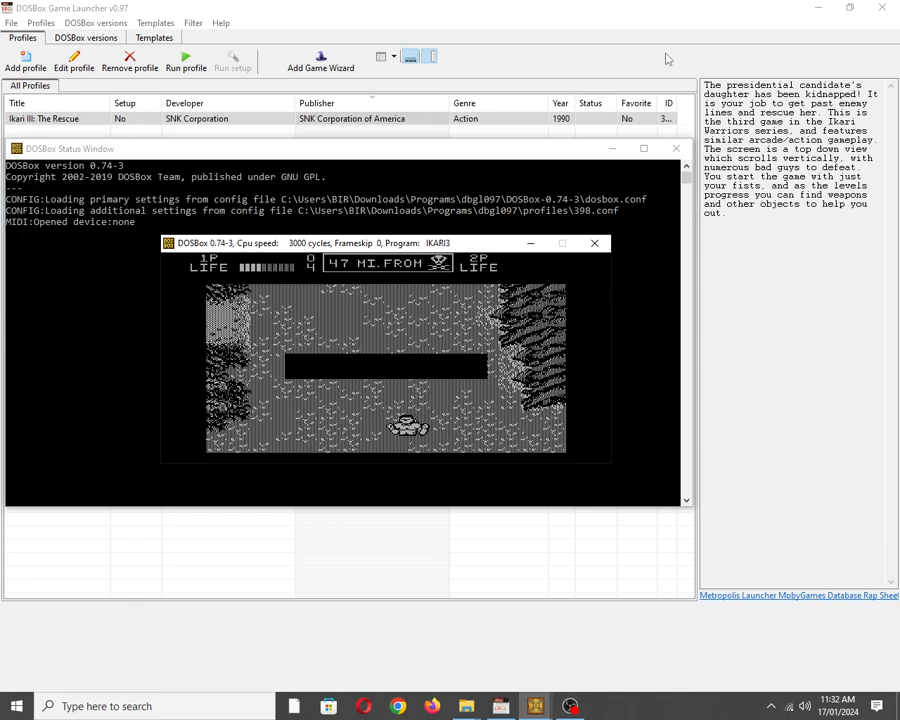 DOSBox Game Launcher v0.97
File Profiles DOSBox versions Templates Filter Help
Profiles DOSBox versions Templates
Add profile Edit profile Remove profile Run profile Run setup Add Game Wizard
All Profiles
Title Setup Developer Publisher Genre Year Status Favorite ID
Ikari III: The Rescue No SNK Corporation SNK Corporation of America Action 1990 No 3...
DOSBox Status Window
DOSBox version 0.74-3
Copyright 2002-2019 DOSBox Team, published under GNU GPL.
---
CONFIG:Loading primary settings from config file C:\Users\BIR\Downloads\Programs\dbgl097\DOSBox-0.74-3\dosbox.conf
CONFIG:Loading additional settings from config file C:\Users\BIR\Downloads\Programs\dbgl097\profiles\398.conf
MIDI:Opened device:none
DOSBox 0.74-3, Cpu speed: 3000 cycles, Frameskip 0, Program: IKARI3
1P 0 2P
LIFE 4 47 MI.FROM LIFE
The presidential candidate's
daughter has been kidnapped! It
is your job to get past enemy
lines and rescue her. This is
the third game in the Ikari
Warriors series, and features
similar arcade/action gameplay.
The screen is a top down view
which scrolls vertically, with
numerous bad guys to defeat.
You start the game with just
your fists, and as the levels
progress you can find weapons
and other objects to help you
out.
Metropolis Launcher MobyGames Database Rap Sheet
Type here to search
11:32 AM
17/01/2024